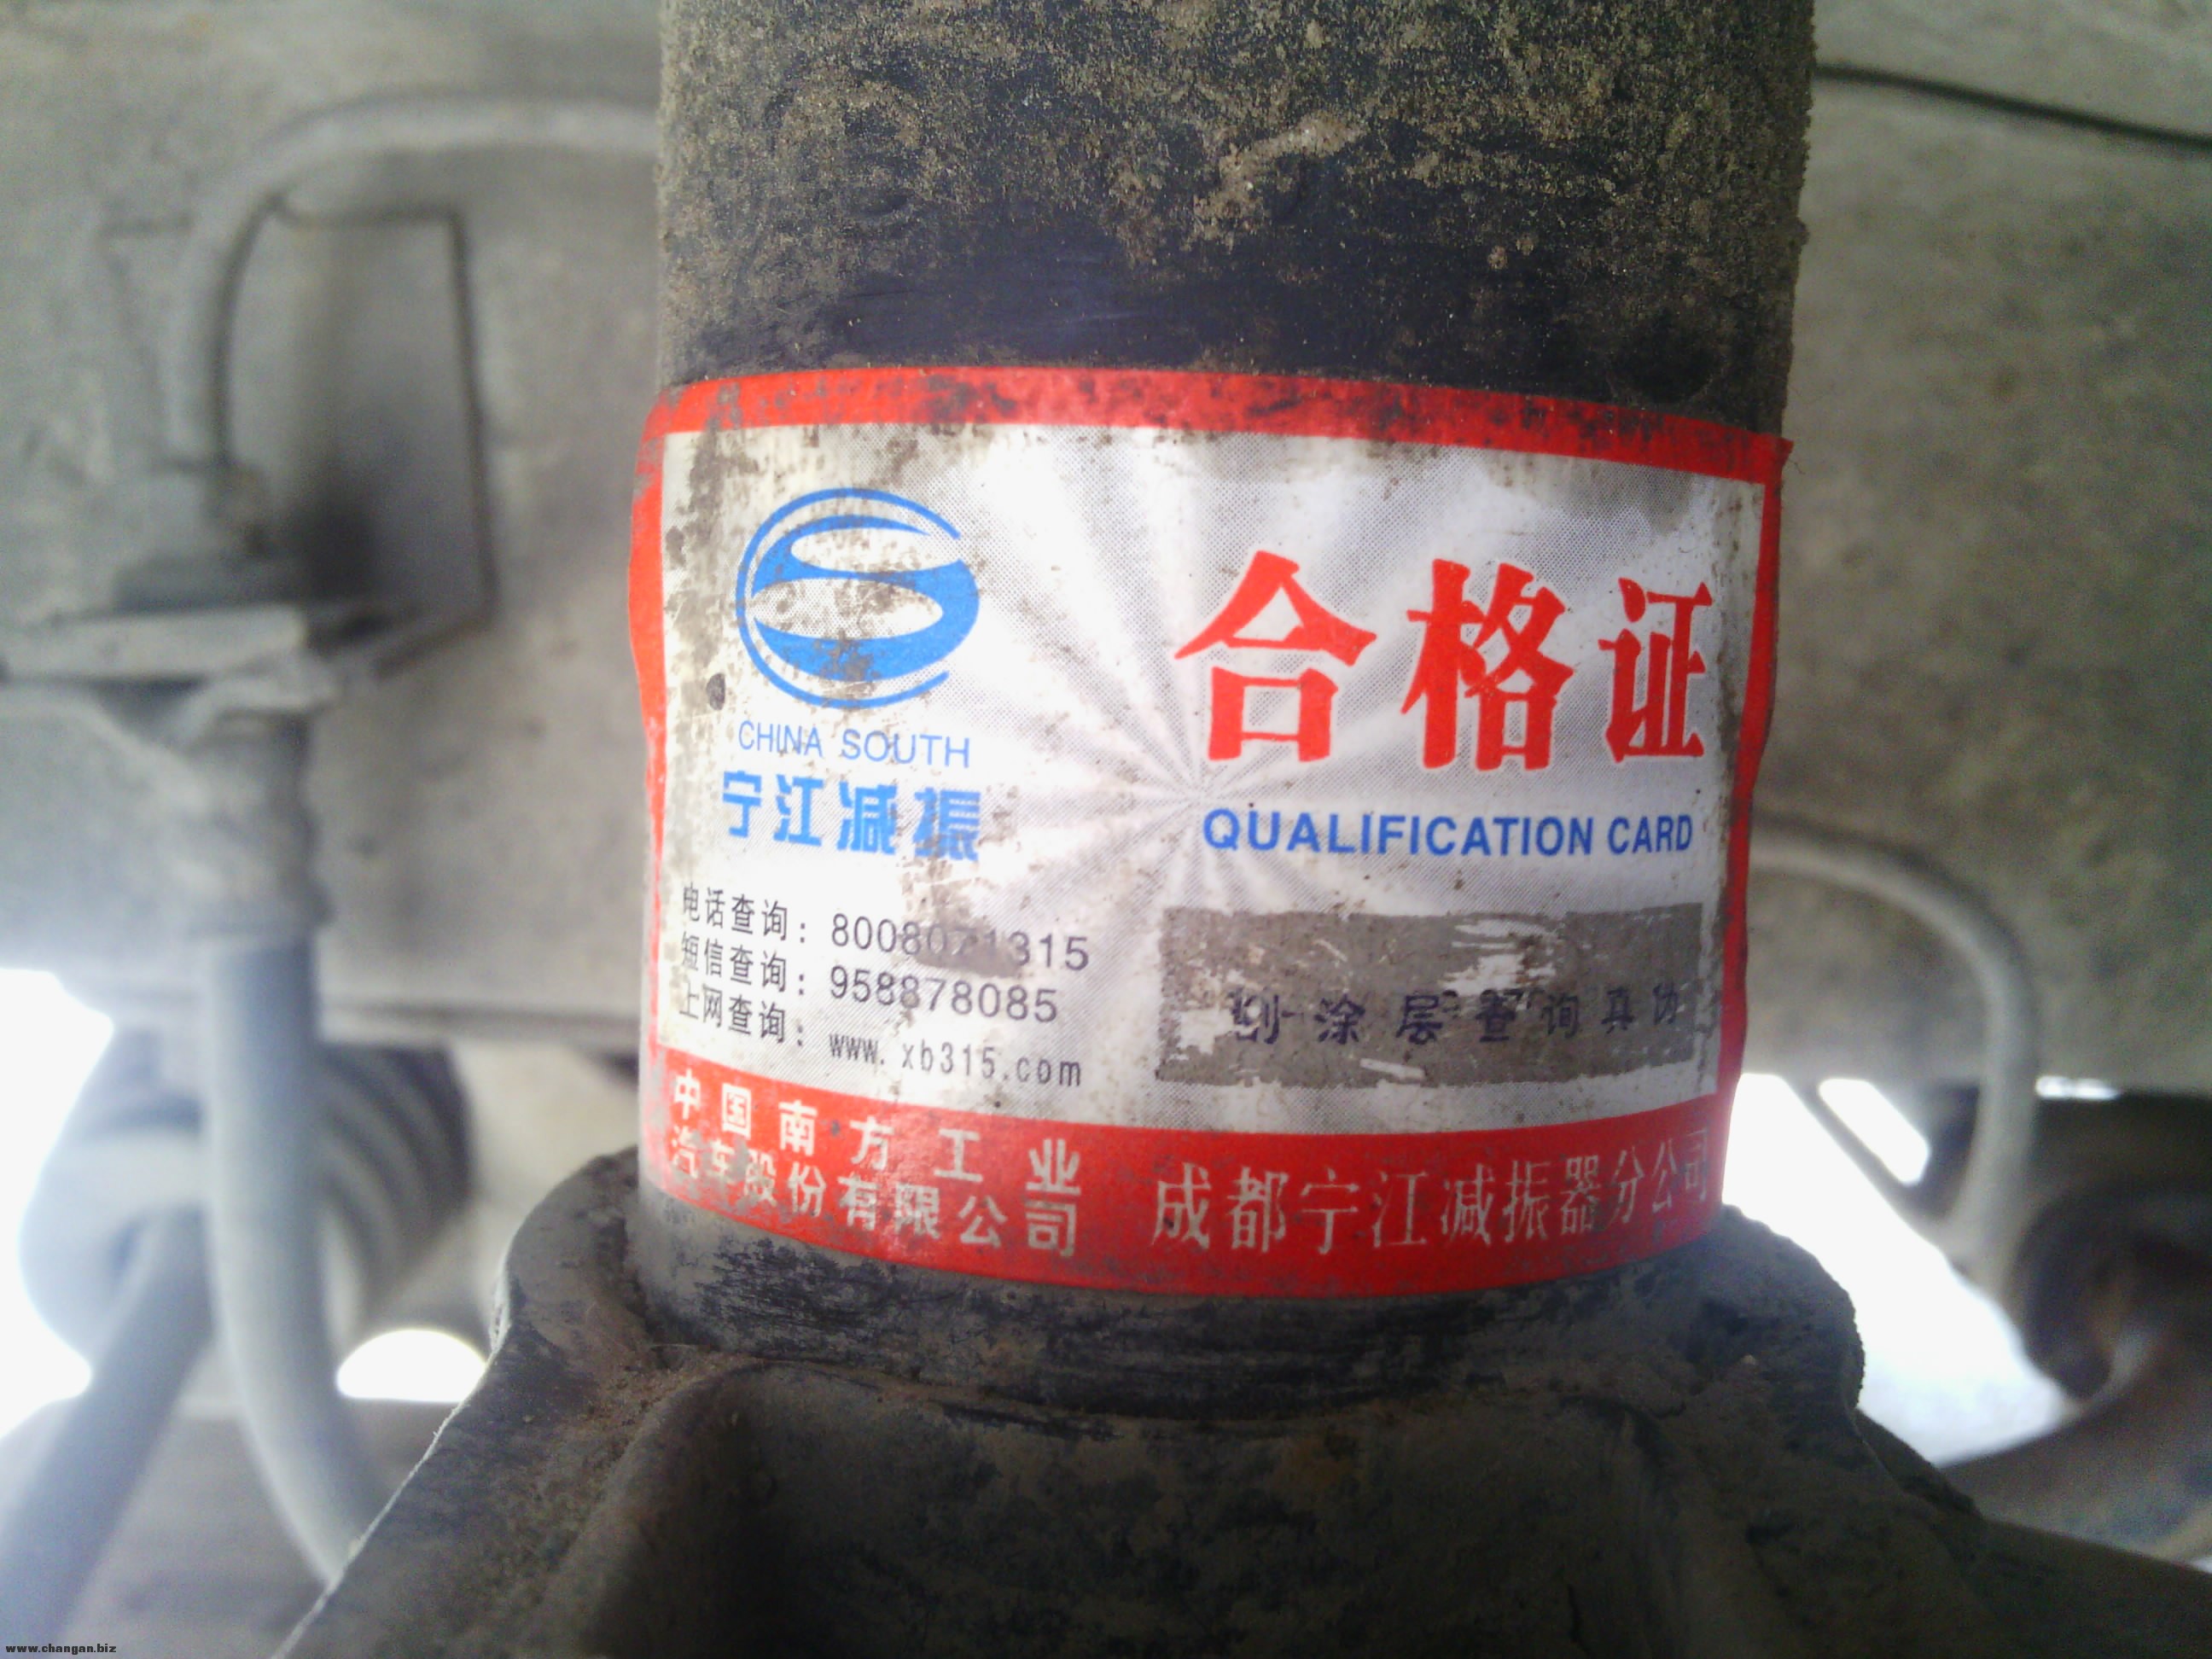 CHINA SOUTH
宁江减振
合格证
QUALIFICATION CARD
电话查询: 8008071315
短信查询: 958878085
上网查询: www.xb315.com
刮涂层查询真伪
中国南方工业
汽车股份有限公司
成都宁江减振器分公司
www.changan.biz